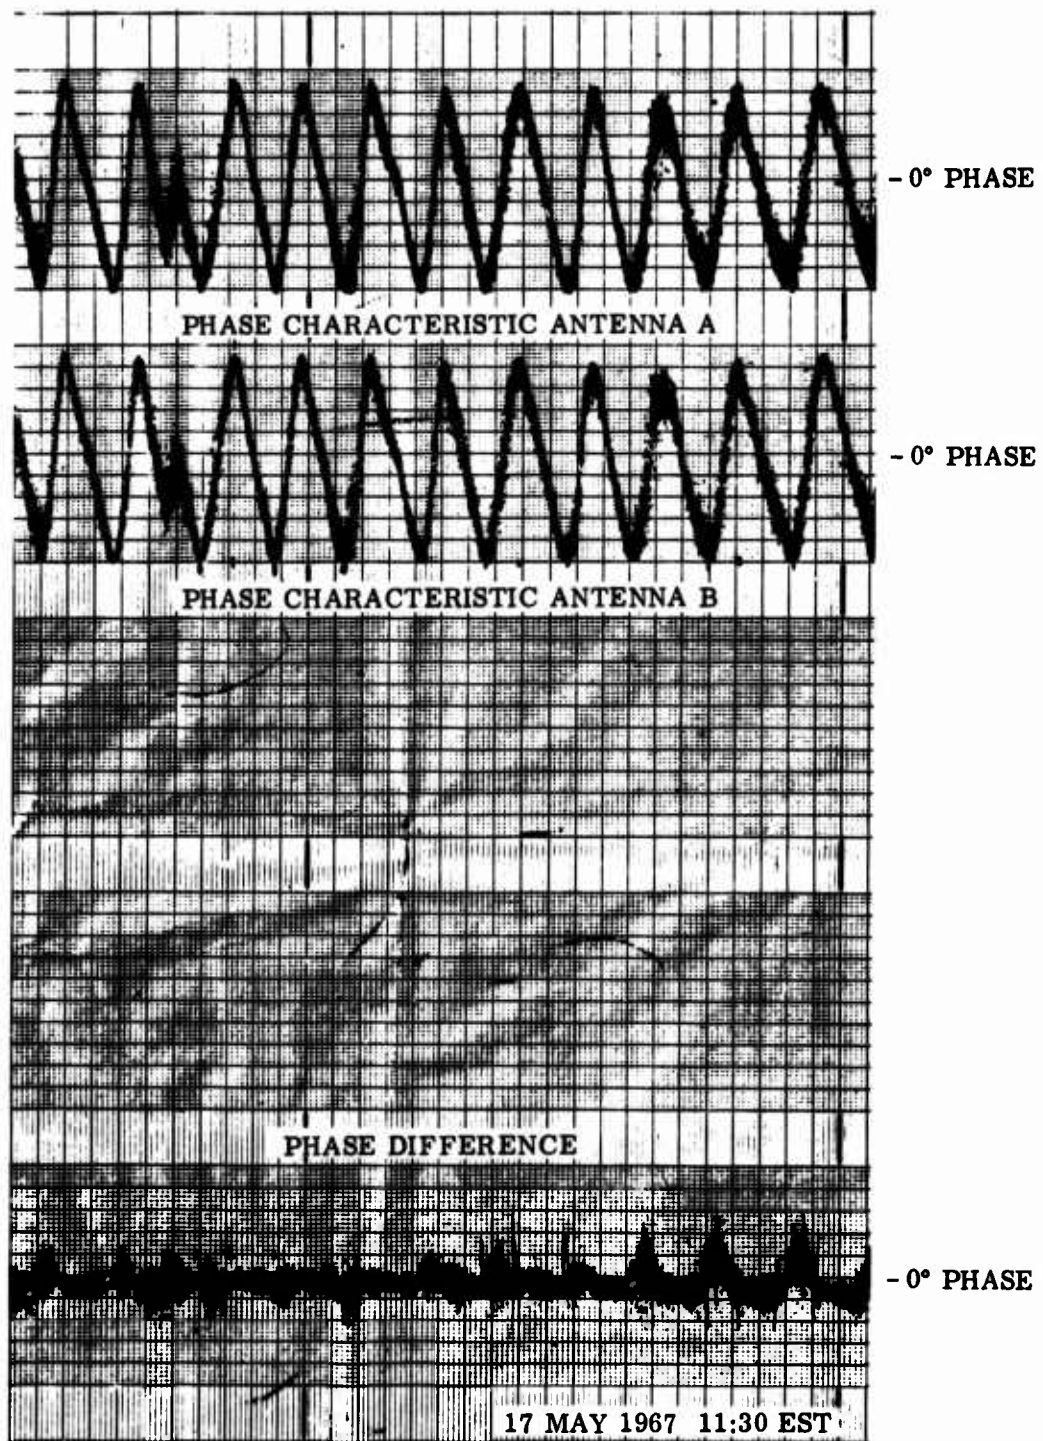 - 0° PHASE
PHASE CHARACTERISTIC ANTENNA A
- 0° PHASE
PHASE CHARACTERISTIC ANTENNA B
PHASE DIFFERENCE
- 0° PHASE
17 MAY 1967 11:30 EST